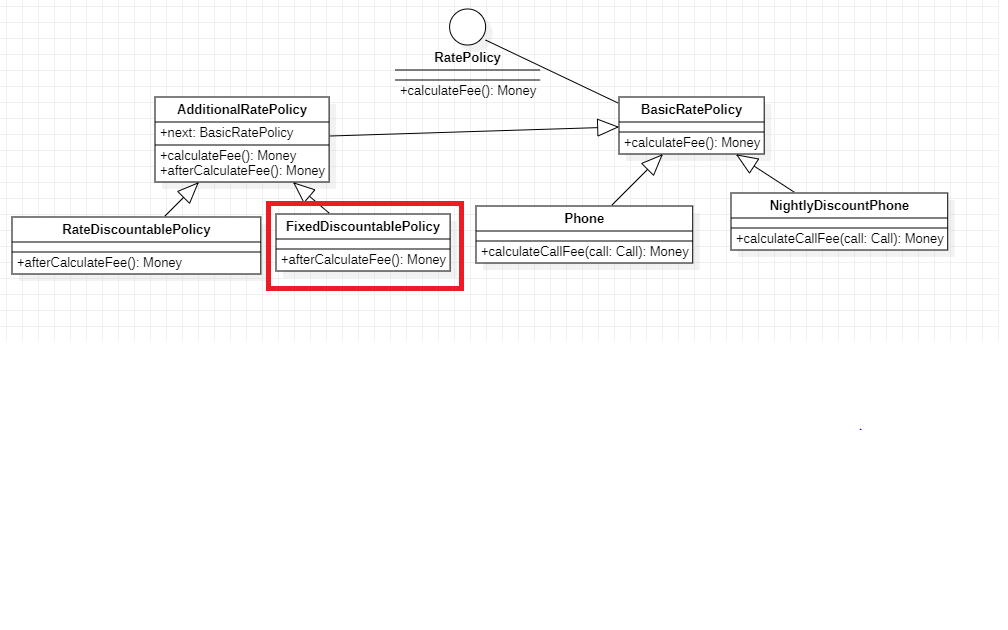 RatePolicy
+calculateFee(): Money
AdditionalRatePolicy
+next: BasicRatePolicy
+calculateFee(): Money
+afterCalculateFee(): Money
BasicRatePolicy
+calculateFee(): Money
RateDiscountablePolicy
+afterCalculateFee(): Money
FixedDiscountablePolicy
+afterCalculateFee(): Money
Phone
+calculateCallFee(call: Call): Money
NightlyDiscountPhone
+calculateCallFee(call: Call): Money